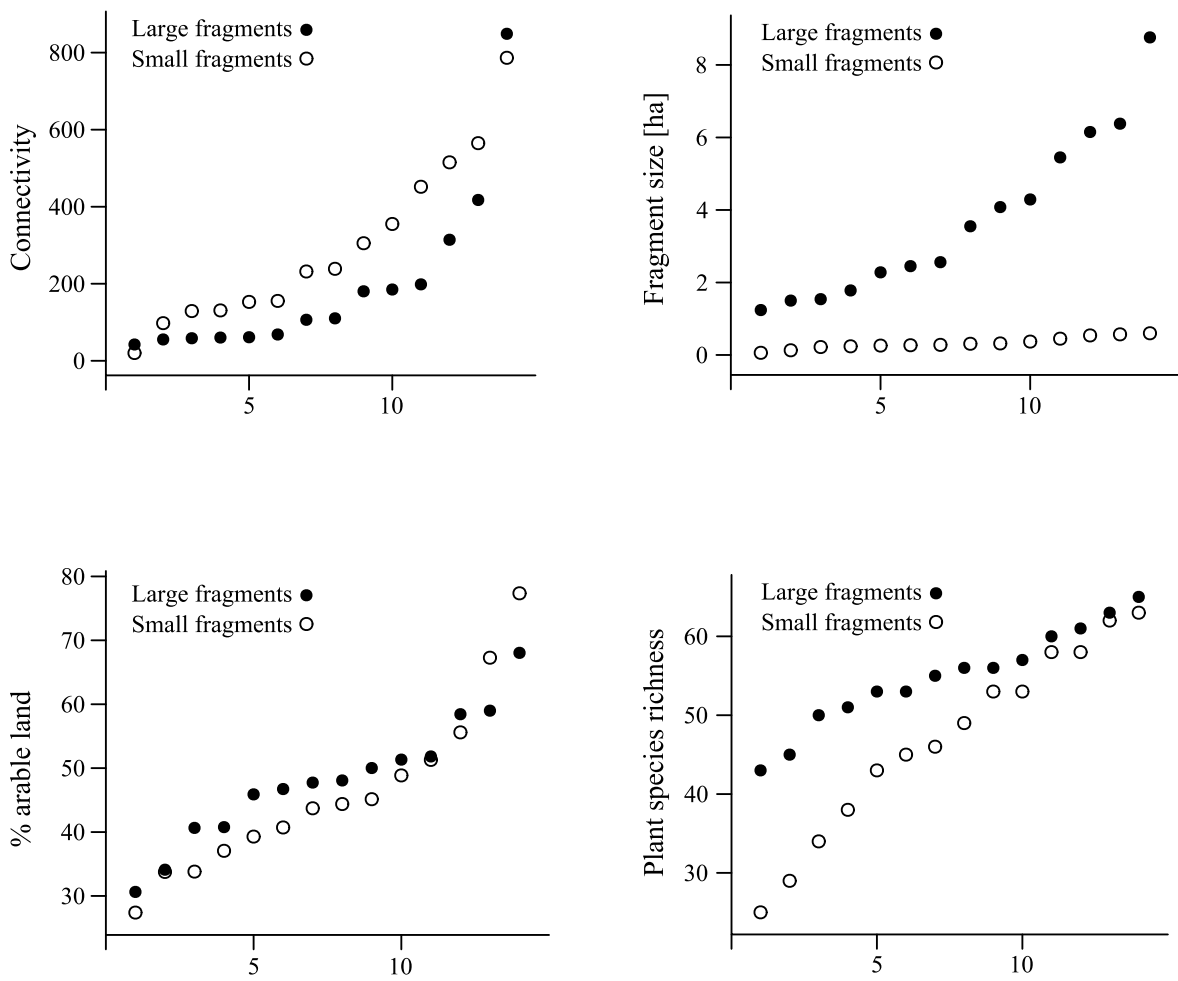 Large fragments
Small fragments
Connectivity
800
600
400
200
0
5
10
Large fragments
Small fragments
Fragment size [ha]
8
6
4
2
0
5
10
Large fragments
Small fragments
% arable land
80
70
60
50
40
30
5
10
Large fragments
Small fragments
Plant species richness
60
50
40
30
5
10